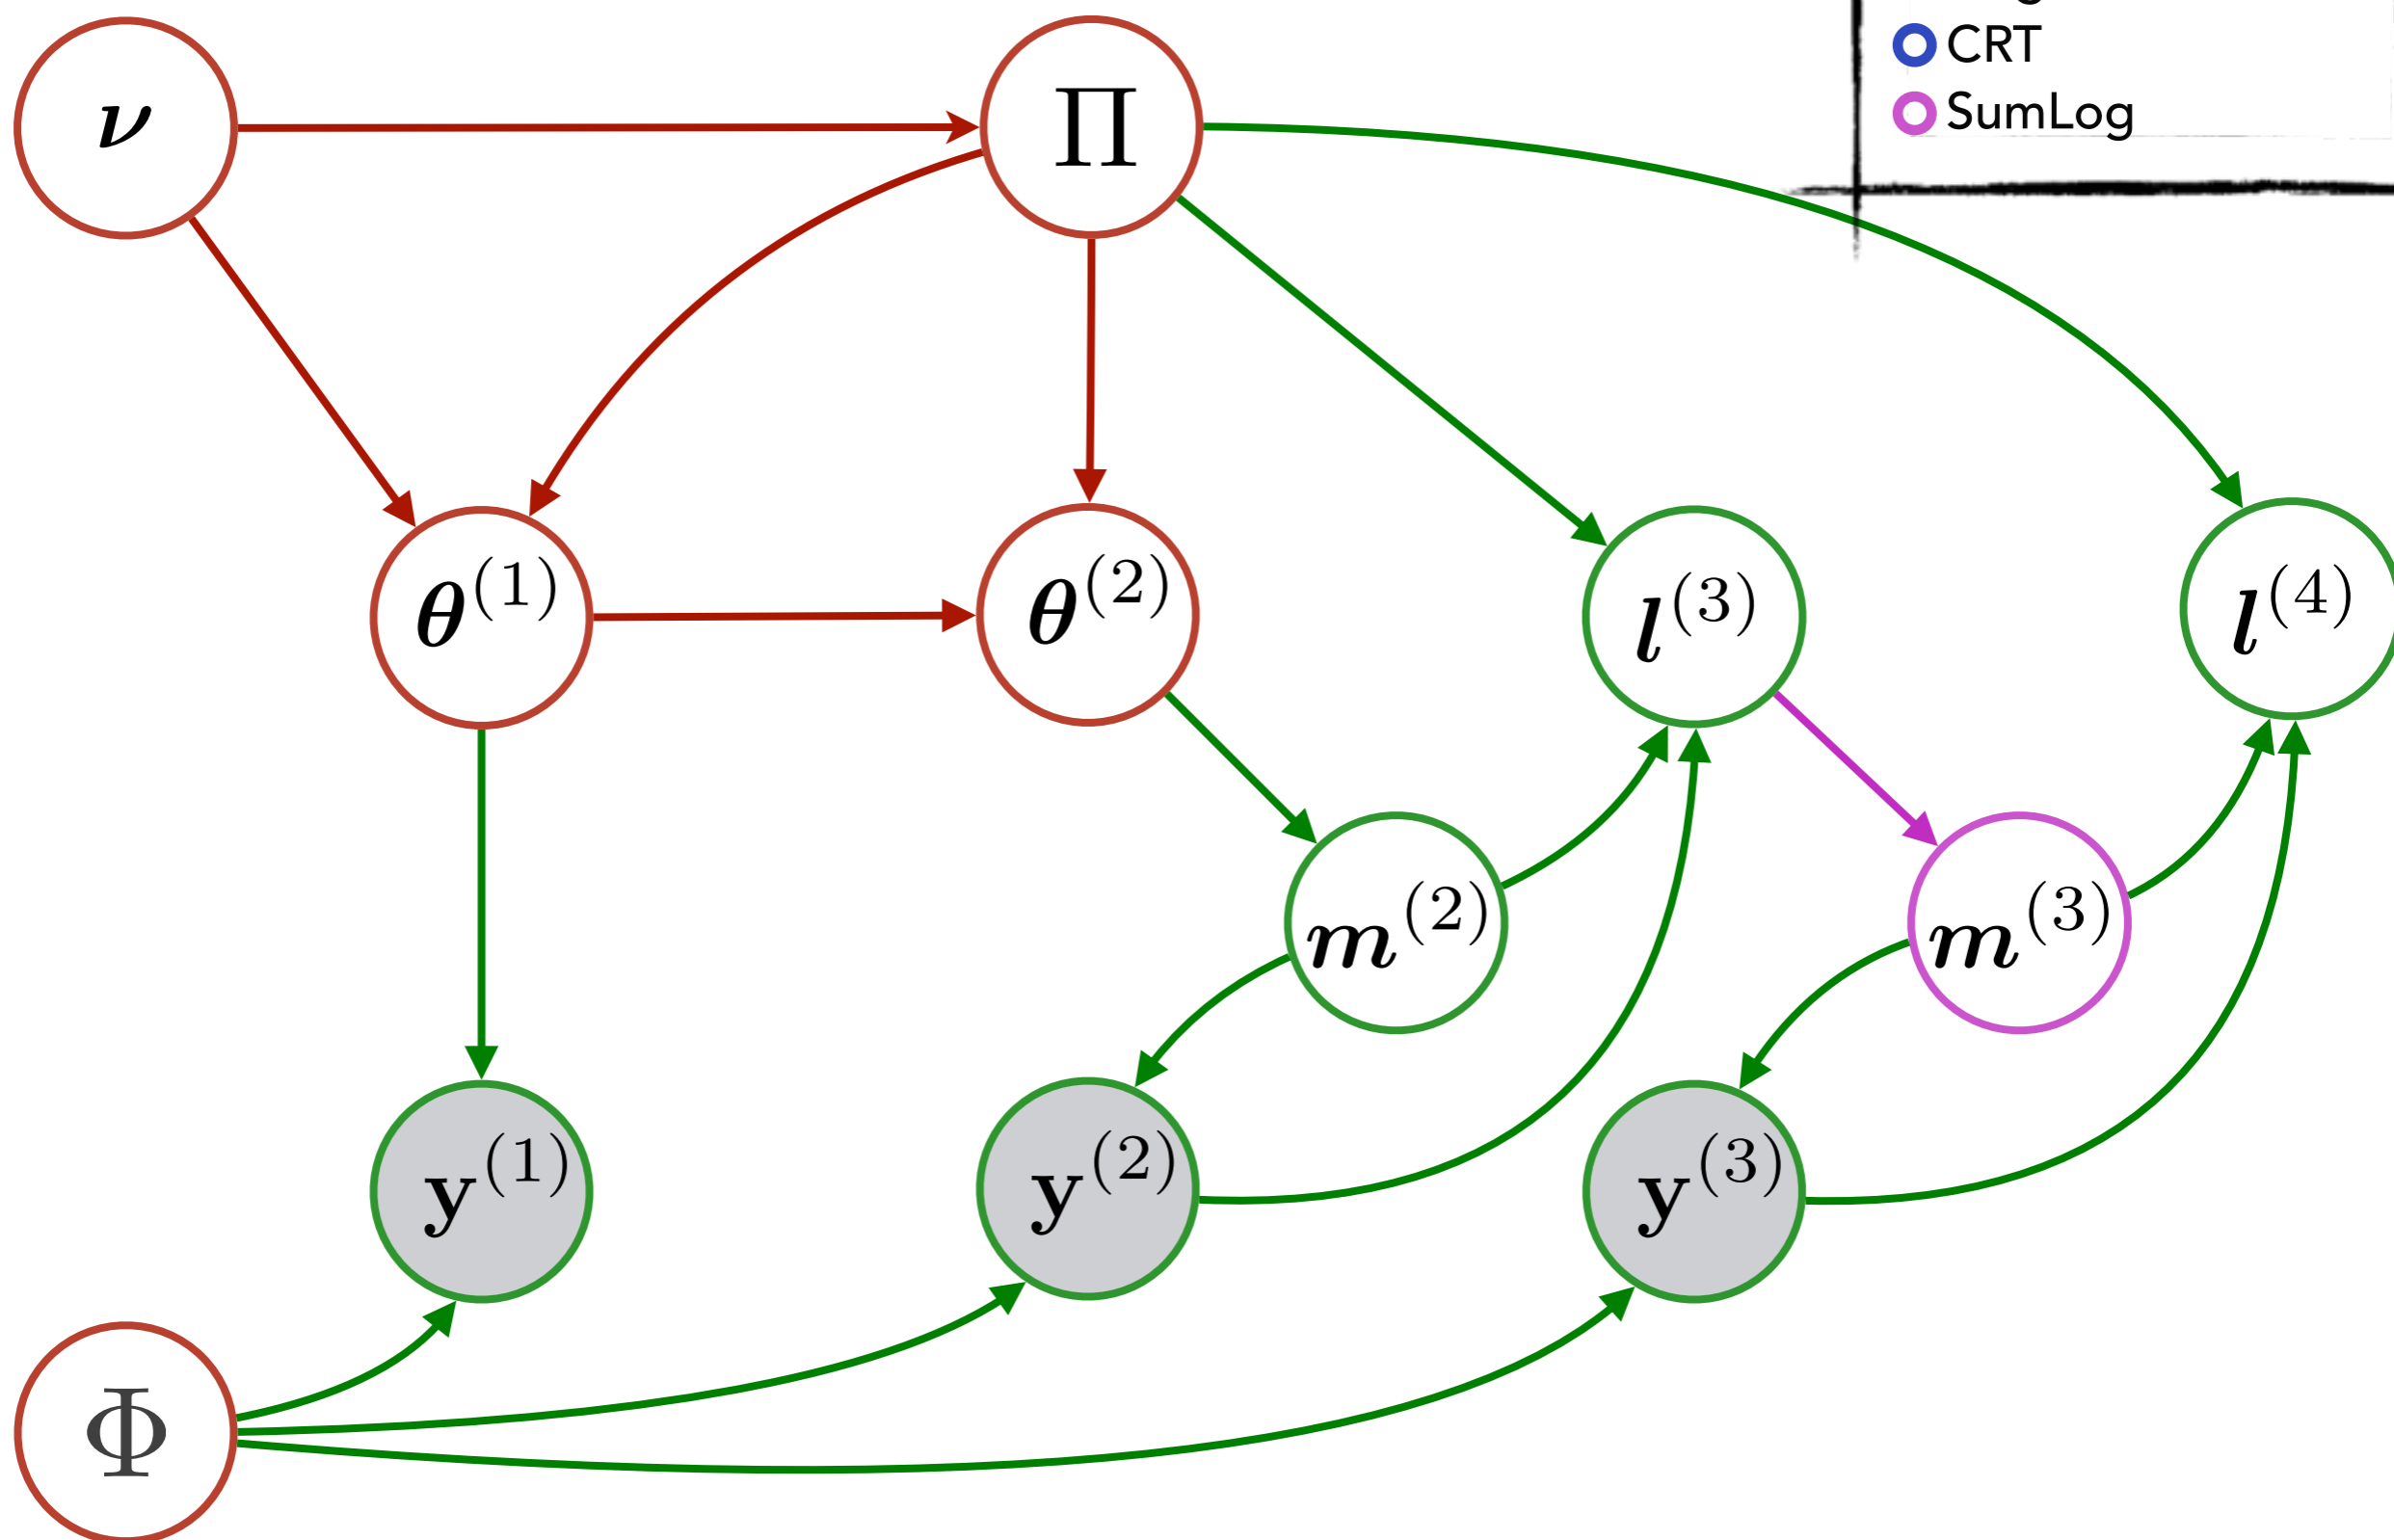 CRT
SumLog
ν
Π
θ(1)
θ(2)
l(3)
l(4)
m(2)
m(3)
y(1)
y(2)
y(3)
Φ